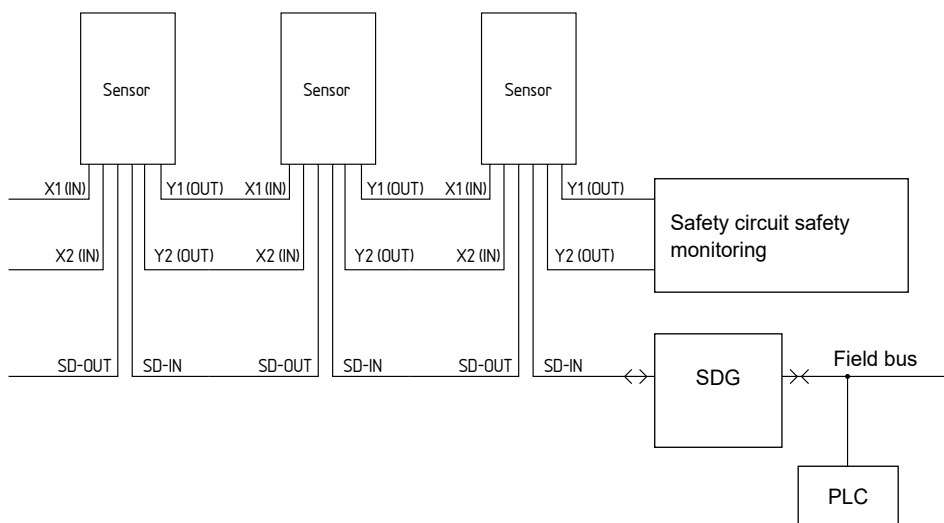 Sensor Sensor Sensor
X1 (IN) Y1 (OUT) X1 (IN) Y1 (OUT) X1 (IN) Y1 (OUT)
Safety circuit safety
monitoring
X2 (IN) Y2 (OUT) X2 (IN) Y2 (OUT) X2 (IN) Y2 (OUT)
SD-OUT SD-IN SD-OUT SD-IN SD-OUT SD-IN
SDG
Field bus
PLC